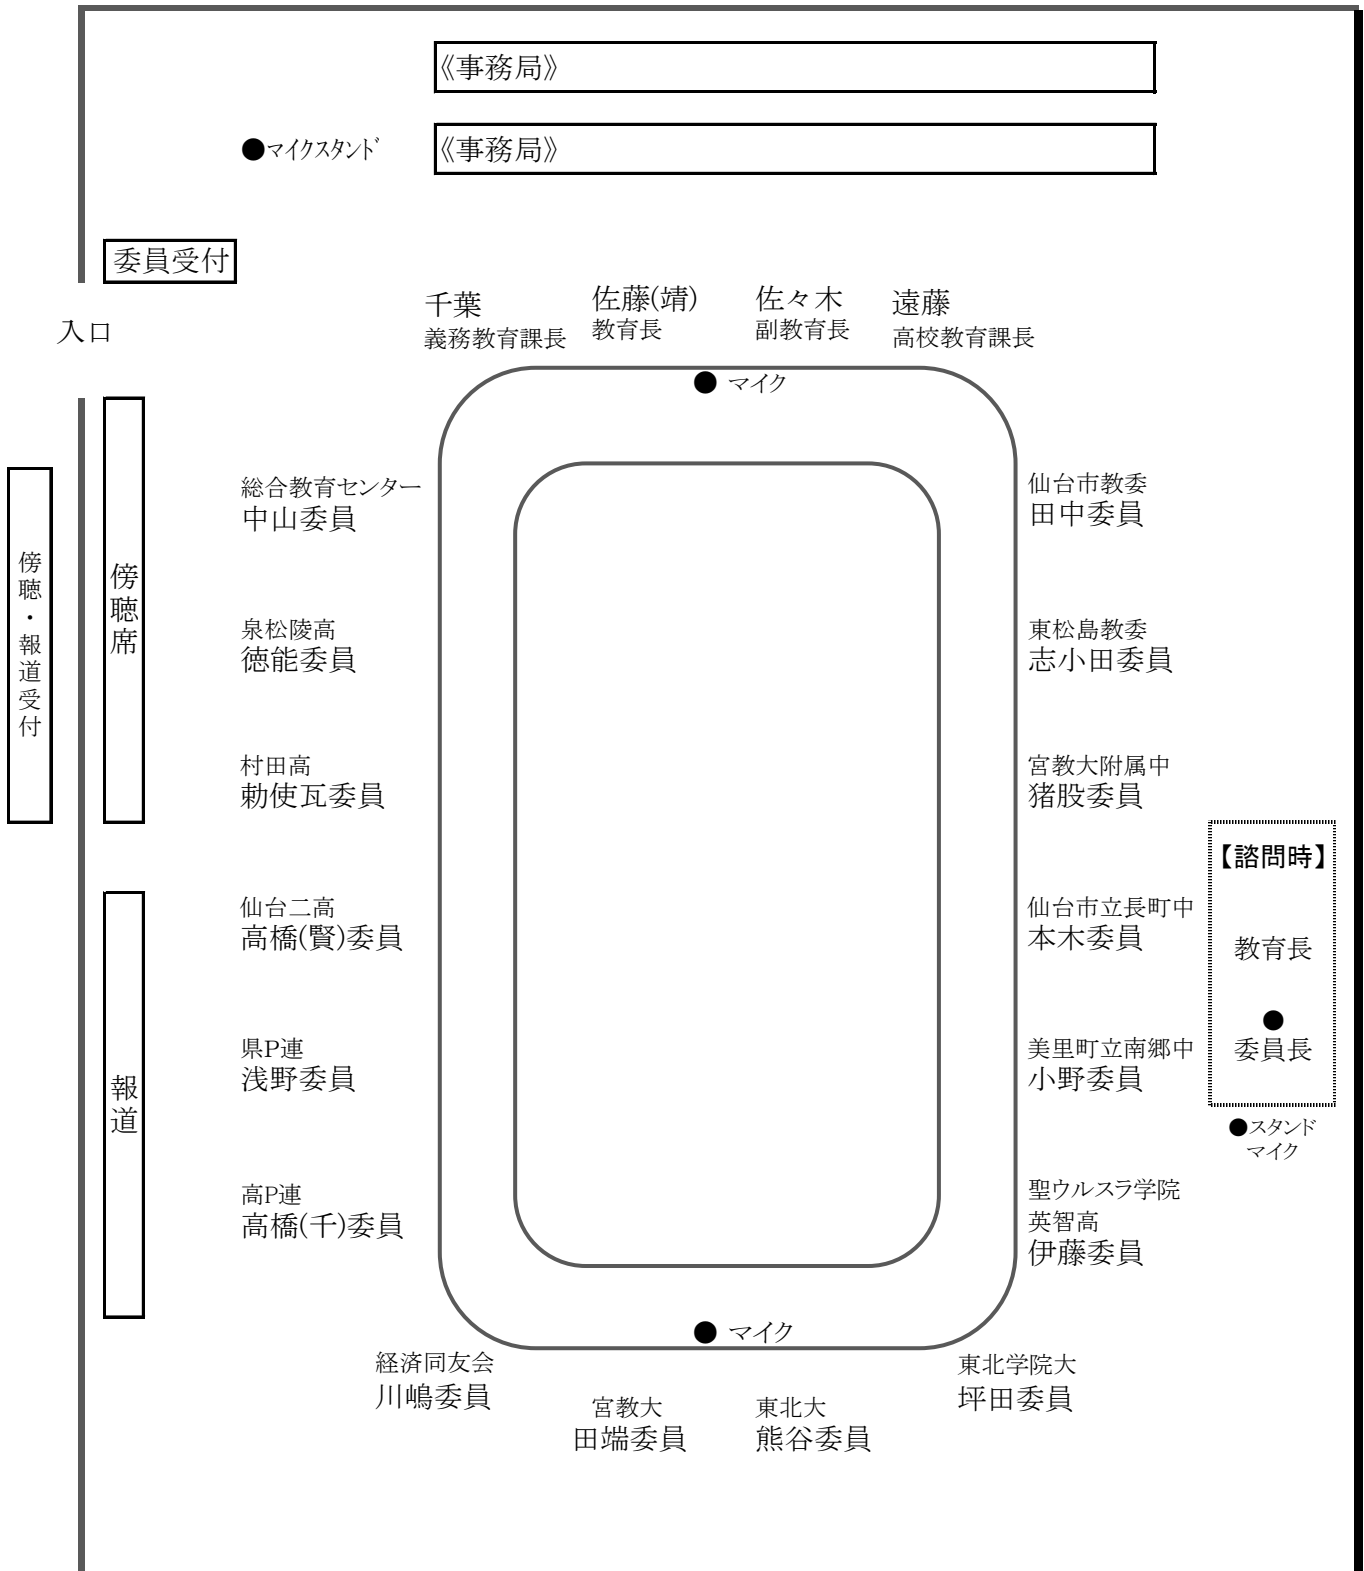 《事務局》
●マイクスタンド
《事務局》
委員受付
入口
千葉
義務教育課長
佐藤(靖)
教育長
佐々木
副教育長
遠藤
高校教育課長
● マイク
傍聴・報道受付
傍聴席
報道
総合教育センター
中山委員
泉松陵高
徳能委員
村田高
勅使瓦委員
仙台二高
高橋(賢)委員
県P連
浅野委員
高P連
高橋(千)委員
仙台市教委
田中委員
東松島教委
志小田委員
宮教大附属中
猪股委員
仙台市立長町中
本木委員
美里町立南郷中
小野委員
聖ウルスラ学院
英智高
伊藤委員
【諮問時】
教育長
●
委員長
●スタンド
マイク
● マイク
経済同友会
川嶋委員
宮教大
田端委員
東北大
熊谷委員
東北学院大
坪田委員